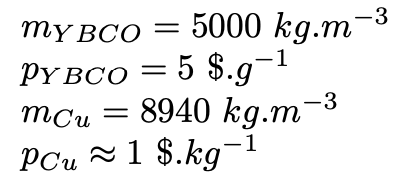 m_{YBCO} = 5000 kg.m^{-3}
p_{YBCO} = 5 $.g^{-1}
m_{Cu} = 8940 kg.m^{-3}
p_{Cu} ≈ 1 $.kg^{-1}